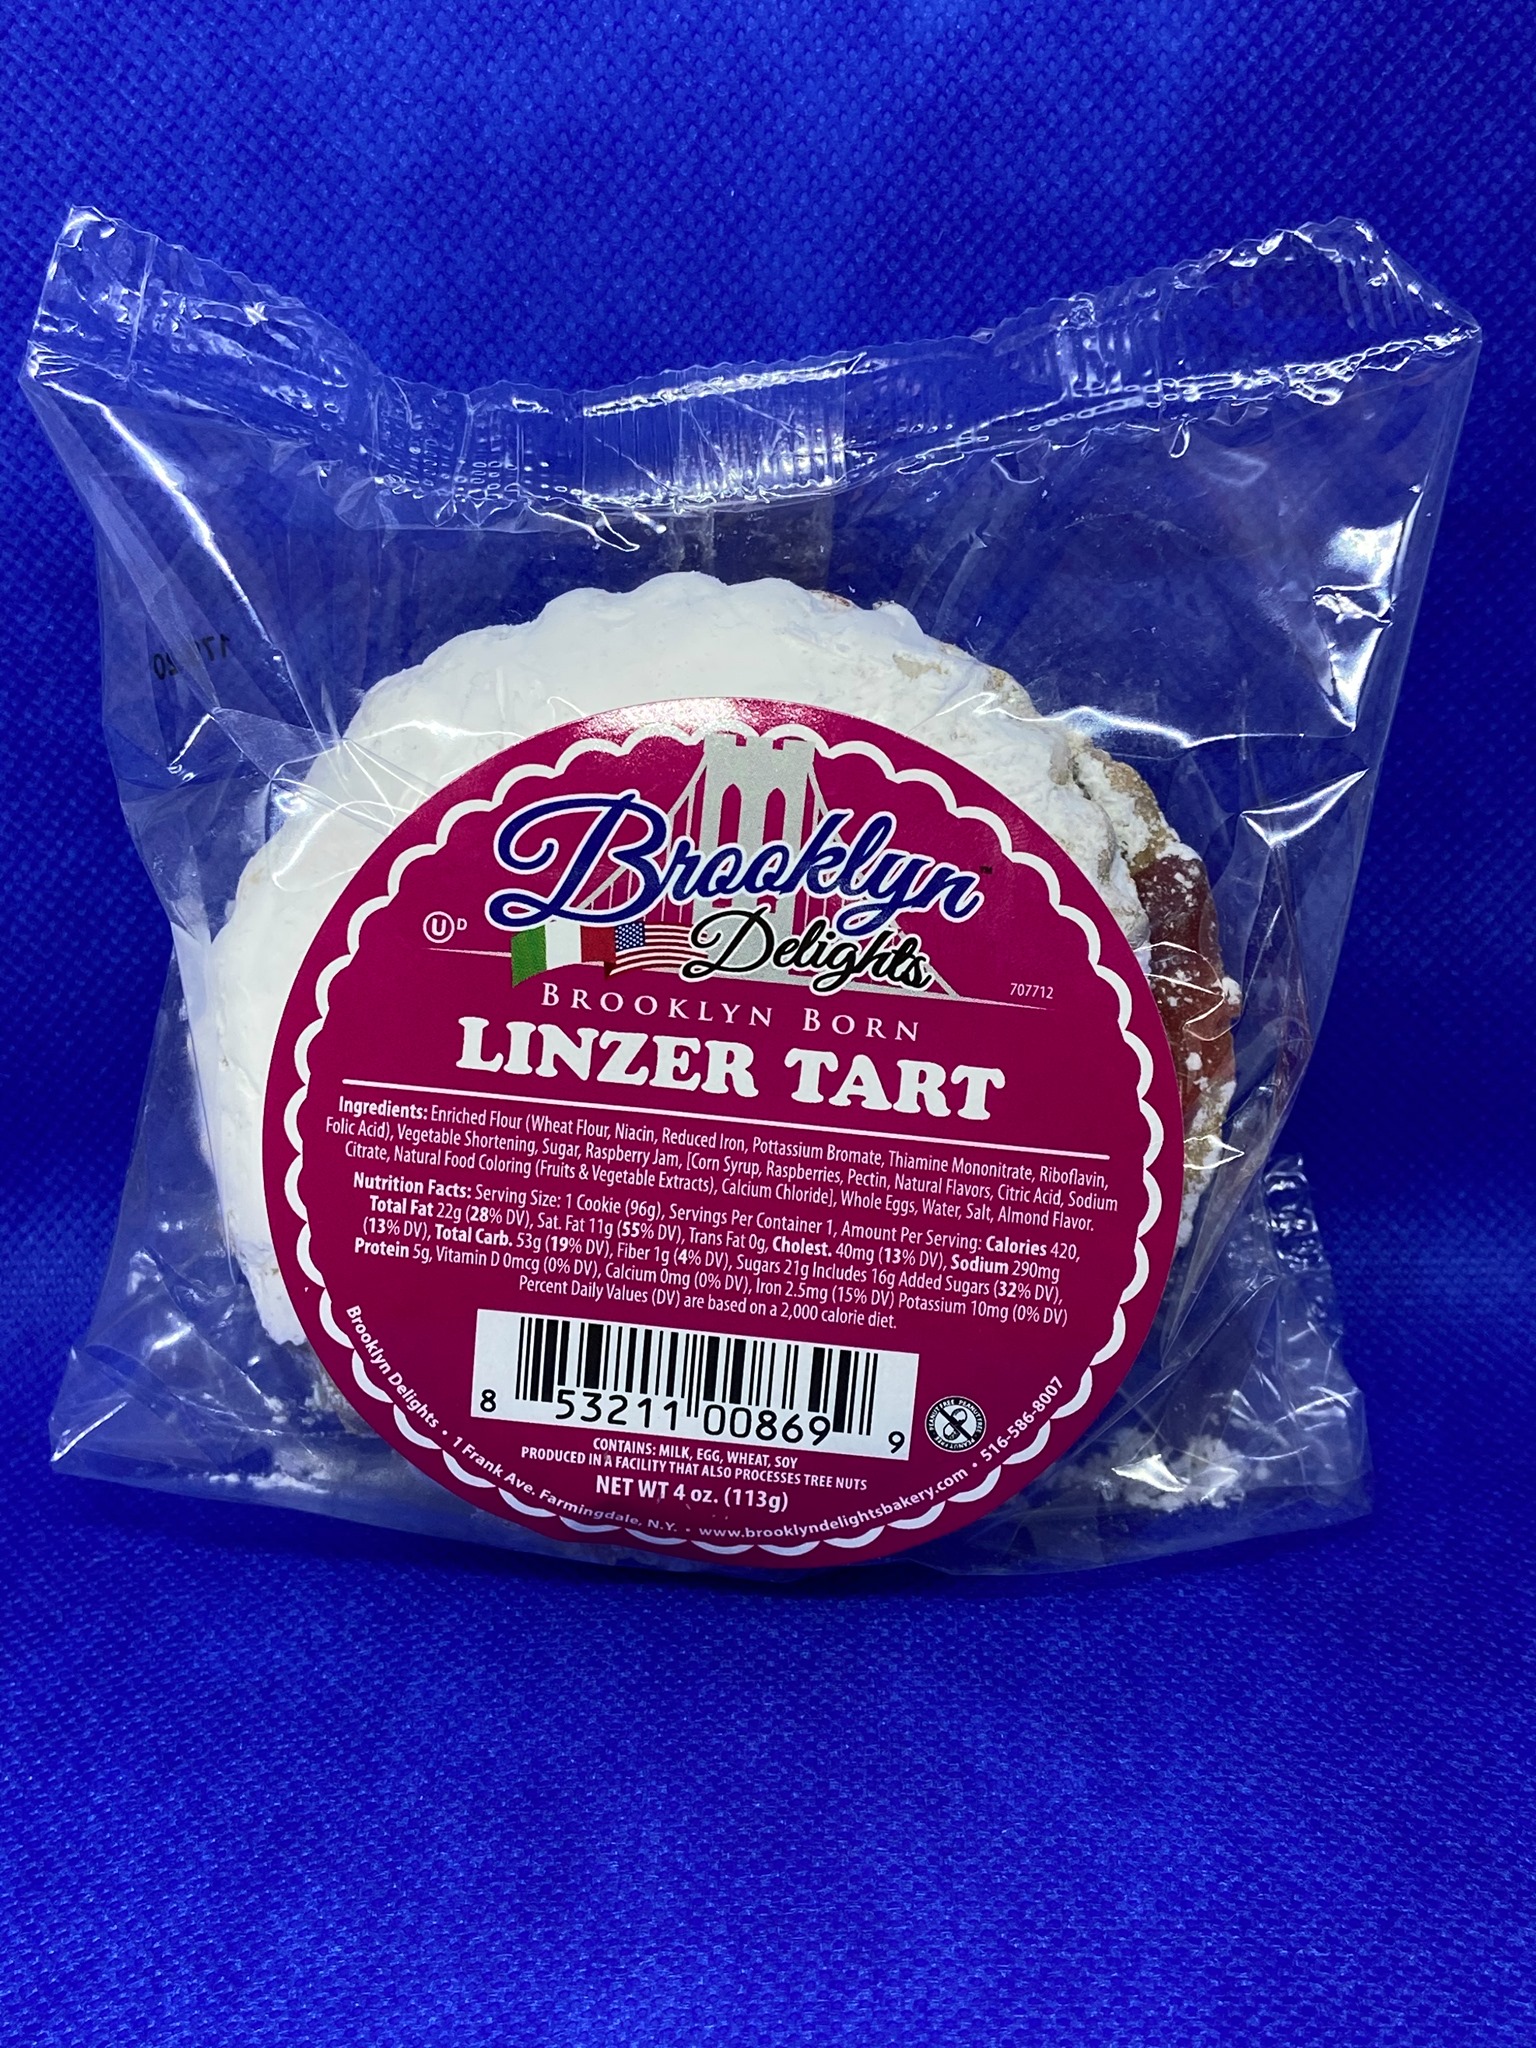 Brooklyn™
Delights
U D
707712
BROOKLYN BORN
LINZER TART
Ingredients: Enriched Flour (Wheat Flour, Niacin, Reduced Iron, Pottassium Bromate, Thiamine Mononitrate, Riboflavin,
Folic Acid), Vegetable Shortening, Sugar, Raspberry Jam, [Corn Syrup, Raspberries, Pectin, Natural Flavors, Citric Acid, Sodium
Citrate, Natural Food Coloring (Fruits & Vegetable Extracts), Calcium Chloride], Whole Eggs, Water, Salt, Almond Flavor.
Nutrition Facts: Serving Size: 1 Cookie (96g), Servings Per Container 1, Amount Per Serving: Calories 420,
Total Fat 22g (28% DV), Sat. Fat 11g (55% DV), Trans Fat 0g, Cholest. 40mg (13% DV), Sodium 290mg
(13% DV), Total Carb. 53g (19% DV), Fiber 1g (4% DV), Sugars 21g Includes 16g Added Sugars (32% DV),
Protein 5g, Vitamin D 0mcg (0% DV), Calcium 0mg (0% DV), Iron 2.5mg (15% DV) Potassium 10mg (0% DV)
Percent Daily Values (DV) are based on a 2,000 calorie diet.
8 53211 00869 9
PEANUT FREE PEANUT FREE PEANUT FREE
CONTAINS: MILK, EGG, WHEAT, SOY
PRODUCED IN A FACILITY THAT ALSO PROCESSES TREE NUTS
NET WT 4 oz. (113g)
Brooklyn Delights • 1 Frank Ave. Farmingdale, N.Y. • www.brooklyndelightsbakery.com • 516-586-8007